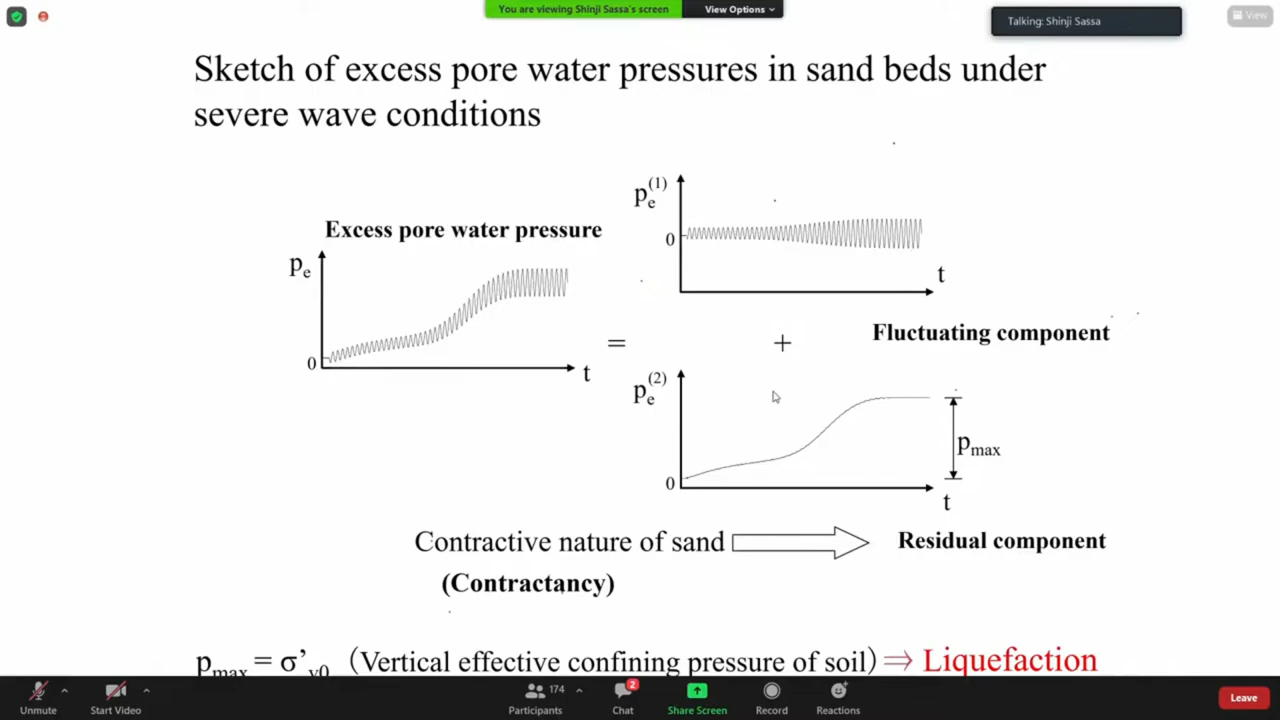 You are viewing Shinji Sassa's screen
View Options
Talking: Shinji Sassa
View
Sketch of excess pore water pressures in sand beds under
severe wave conditions
Excess pore water pressure
pe
0
t
=
pe(1)
0
t
+
Fluctuating component
pe(2)
0
t
pmax
Contractive nature of sand
(Contractancy)
Residual component
pmax = σ’v0 (Vertical effective confining pressure of soil) ⇒ Liquefaction
Unmute
Start Video
174
Participants
2
Chat
Share Screen
Record
Reactions
Leave